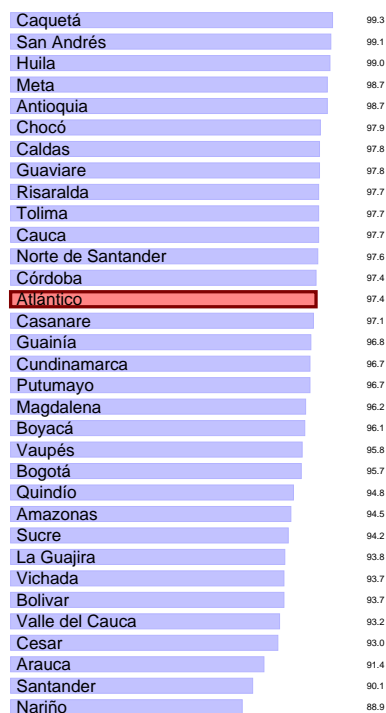 Caquetá 99.3
San Andrés 99.1
Huila 99.0
Meta 98.7
Antioquia 98.7
Chocó 97.9
Caldas 97.8
Guaviare 97.8
Risaralda 97.7
Tolima 97.7
Cauca 97.7
Norte de Santander 97.6
Córdoba 97.4
Atlántico 97.4
Casanare 97.1
Guainía 96.8
Cundinamarca 96.7
Putumayo 96.7
Magdalena 96.2
Boyacá 96.1
Vaupés 95.8
Bogotá 95.7
Quindío 94.8
Amazonas 94.5
Sucre 94.2
La Guajira 93.8
Vichada 93.7
Bolivar 93.7
Valle del Cauca 93.2
Cesar 93.0
Arauca 91.4
Santander 90.1
Nariño 88.9